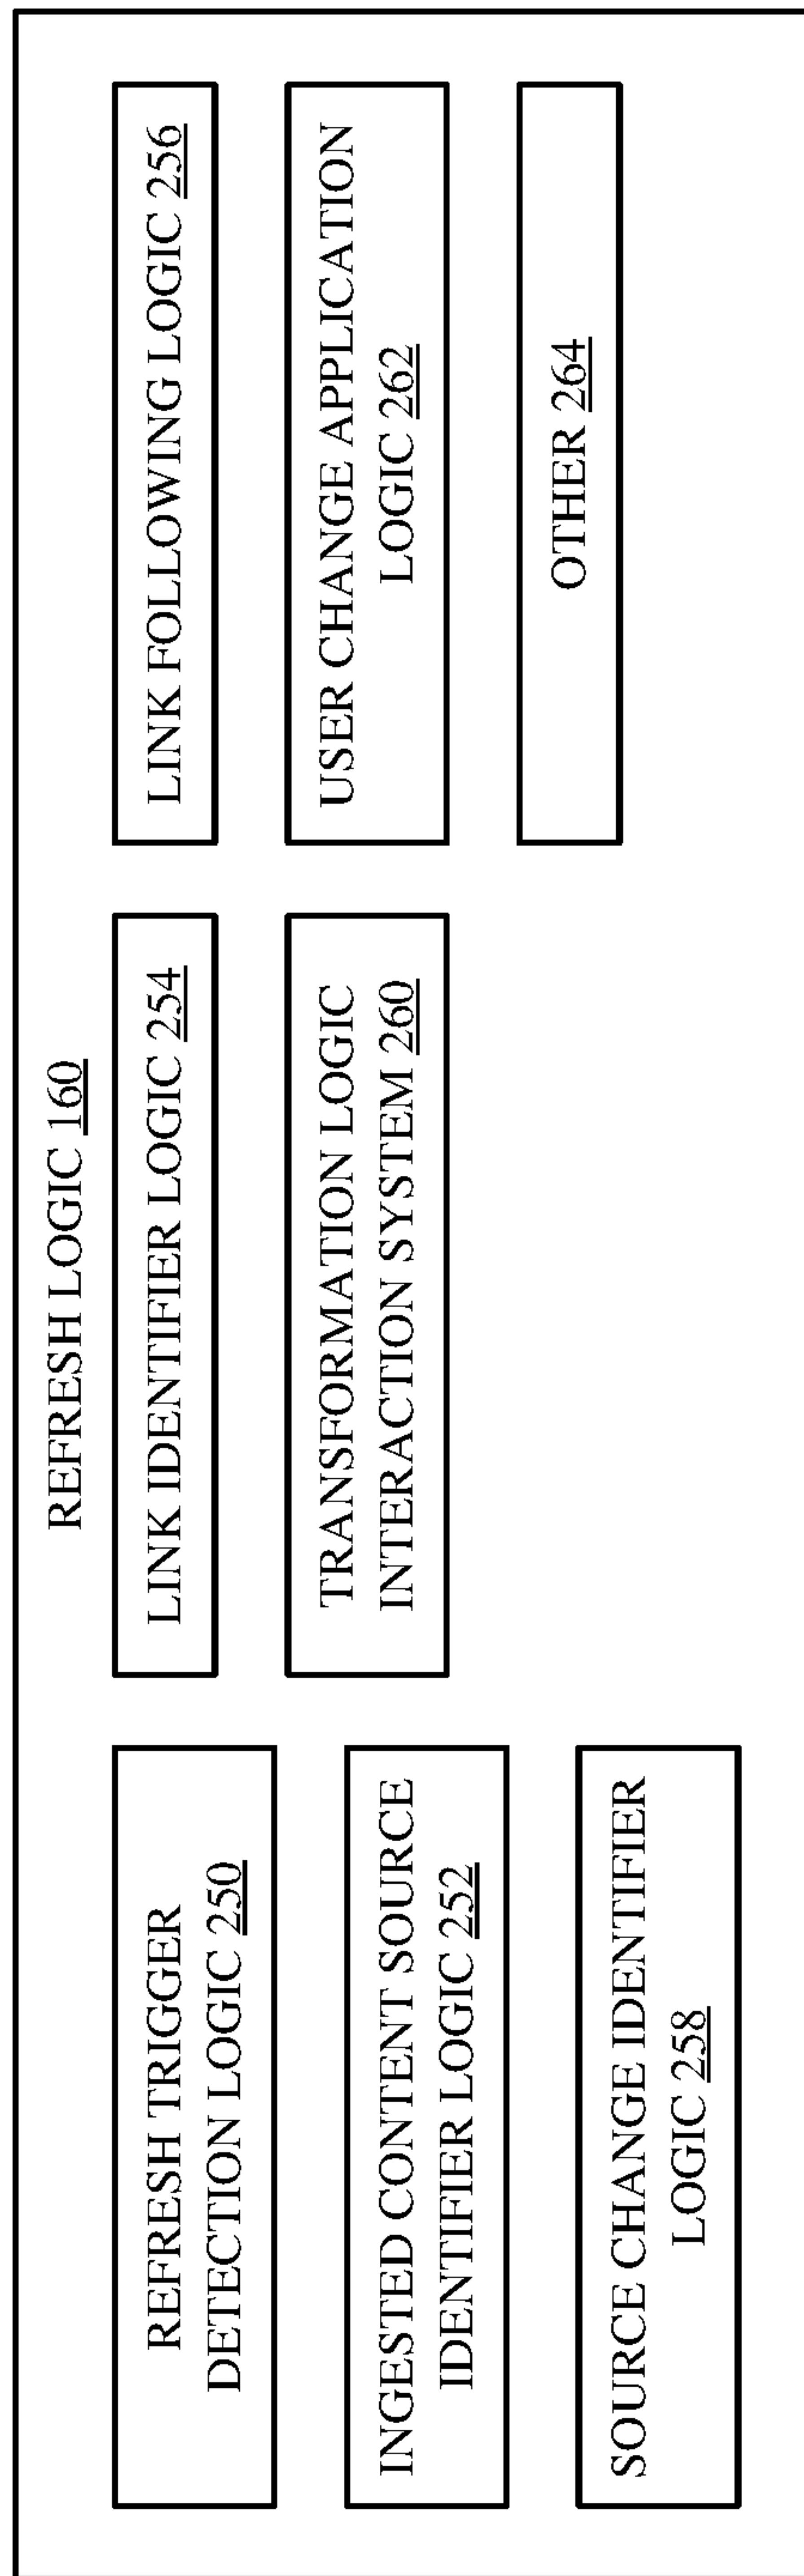 REFRESH LOGIC 160
REFRESH TRIGGER
DETECTION LOGIC 250
INGESTED CONTENT SOURCE
IDENTIFIER LOGIC 252
SOURCE CHANGE IDENTIFIER
LOGIC 258
LINK IDENTIFIER LOGIC 254
TRANSFORMATION LOGIC
INTERACTION SYSTEM 260
LINK FOLLOWING LOGIC 256
USER CHANGE APPLICATION
LOGIC 262
OTHER 264